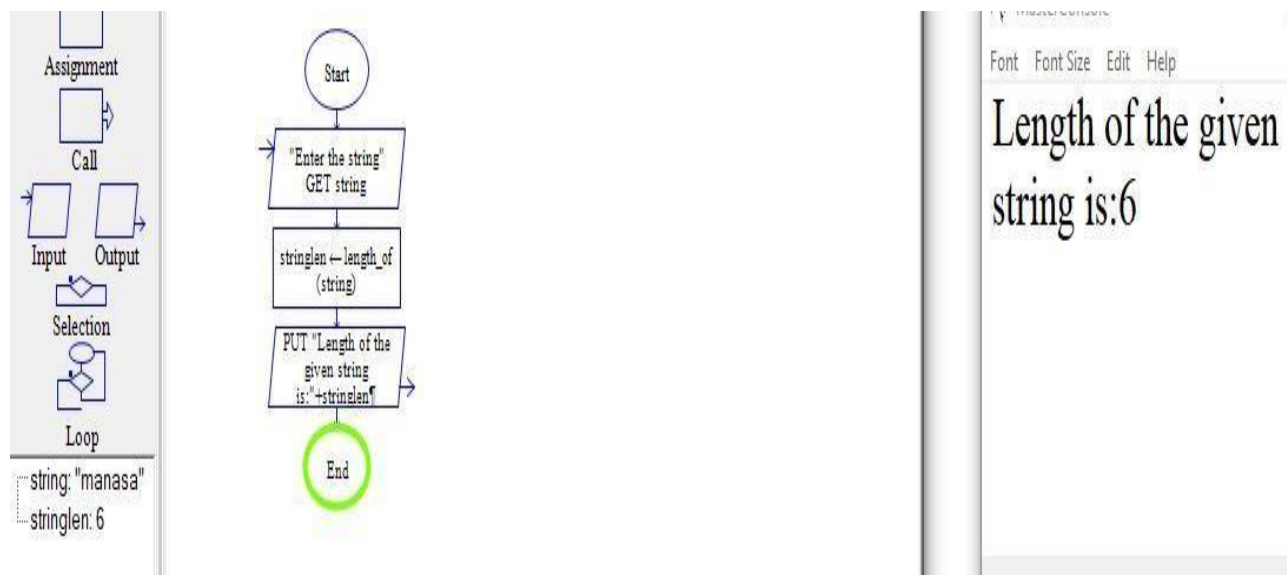 Assignment
Call
Input Output
Selection
Loop
string: "manasa"
stringlen: 6
Start
"Enter the string"
GET string
stringlen ← length_of
(string)
PUT "Length of the
given string
is:"+stringlen¶
End
Font Font Size Edit Help
Length of the given
string is:6